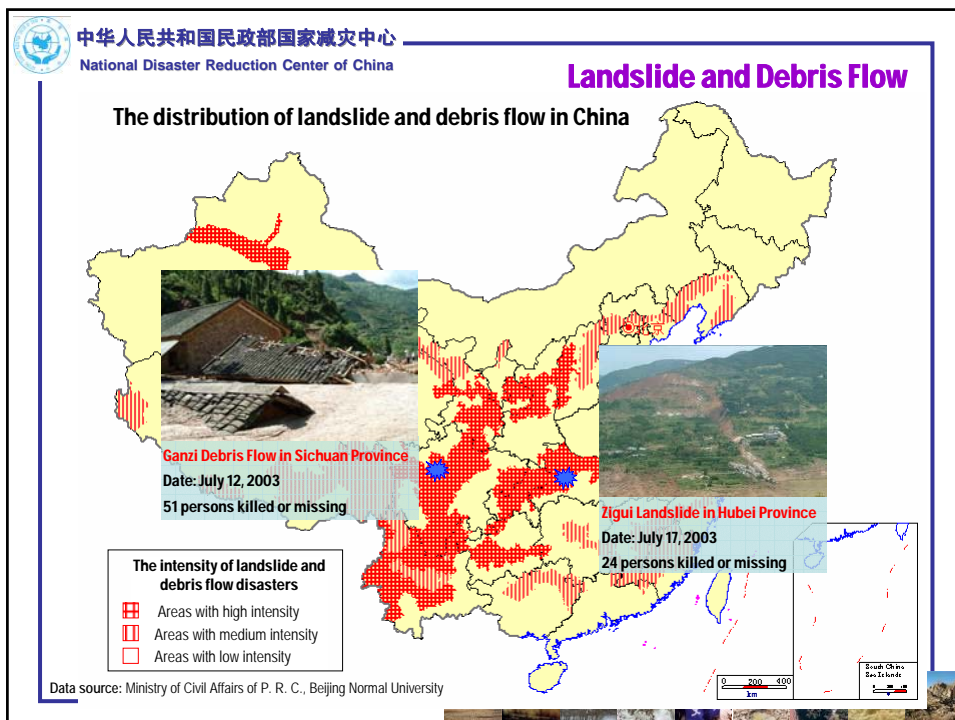 中华人民共和国民政部国家减灾中心
National Disaster Reduction Center of China
Landslide and Debris Flow
The distribution of landslide and debris flow in China
京
Ganzi Debris Flow in Sichuan Province
Date: July 12, 2003
51 persons killed or missing
Zigui Landslide in Hubei Province
Date: July 17, 2003
24 persons killed or missing
The intensity of landslide and
debris flow disasters
Areas with high intensity
Areas with medium intensity
Areas with low intensity
South China
Sea Islands
0 200 400
km
Data source: Ministry of Civil Affairs of P. R. C., Beijing Normal University